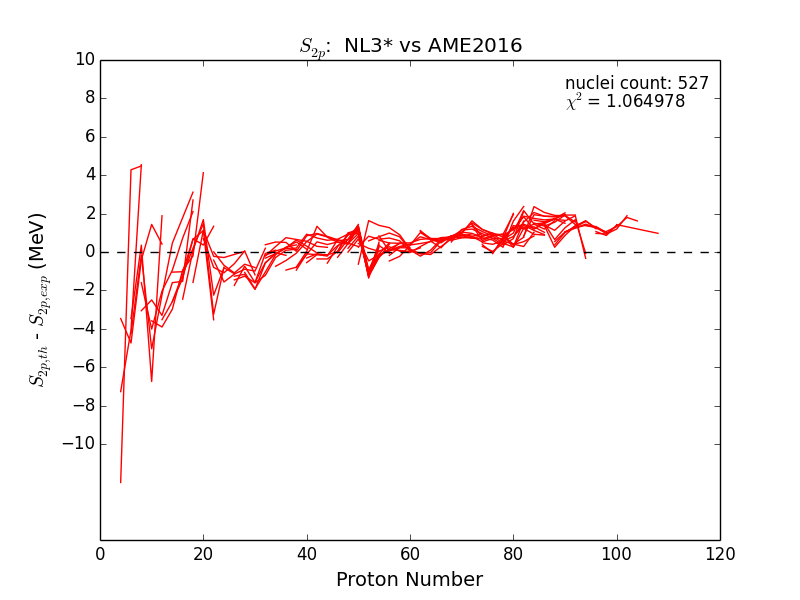 S2p: NL3* vs AME2016
nuclei count: 527
χ² = 1.064978
S2p,th - S2p,exp (MeV)
10
8
6
4
2
0
−2
−4
−6
−8
−10
0 20 40 60 80 100 120
Proton Number